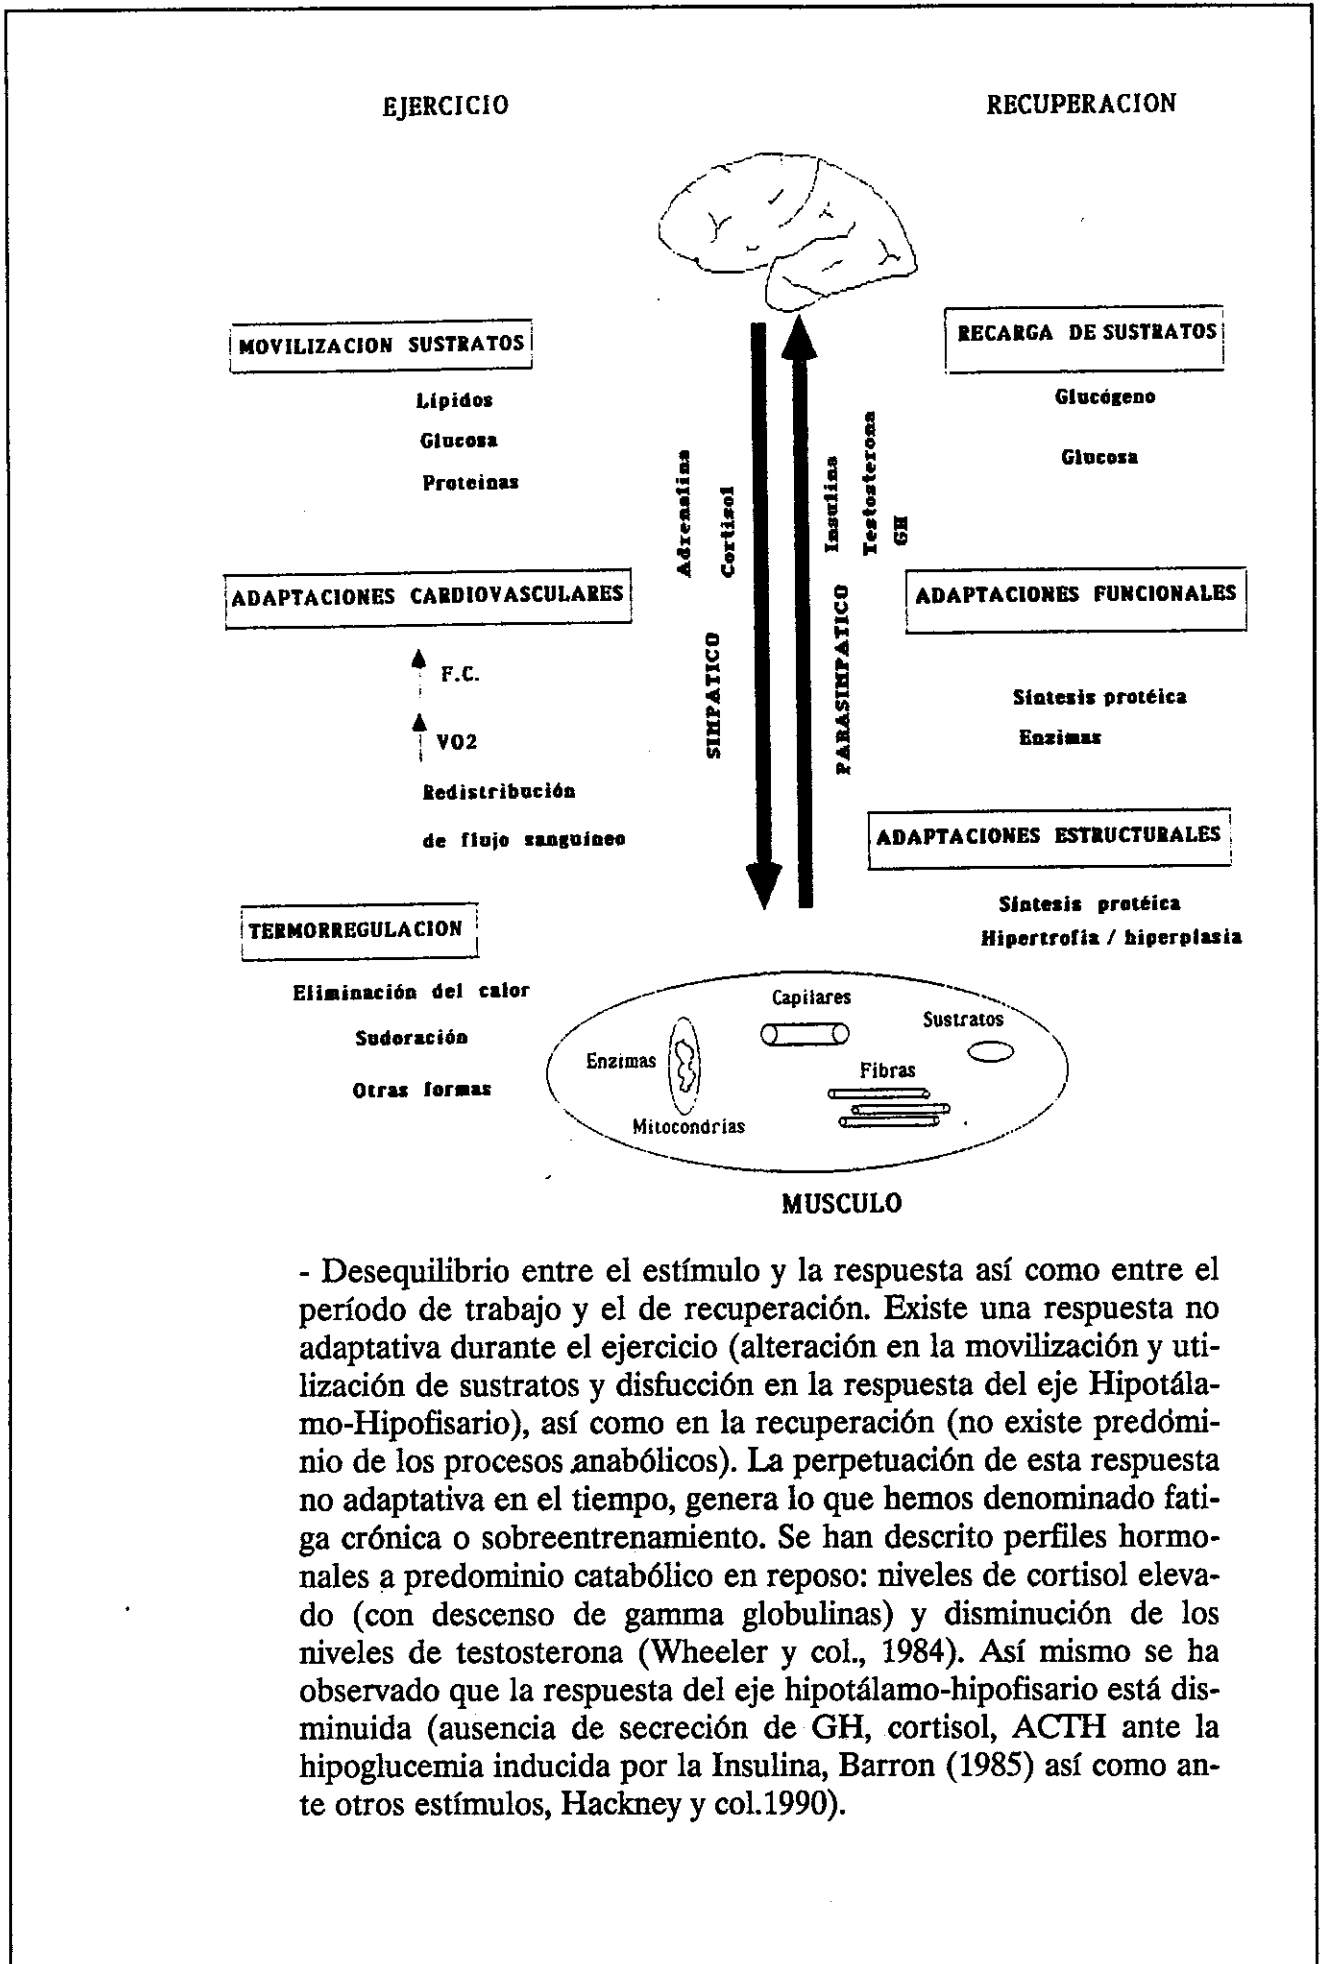 EJERCICIO
RECUPERACION
MOVILIZACION SUSTRATOS
Lípidos
Glucosa
Proteinas
ADAPTACIONES CARDIOVASCULARES
F.C.
VO2
Redistribución
de flujo sanguíneo
TERMORREGULACION
Eliminación del calor
Sudoración
Otras formas
Adrenalina
Cortisol
SIMPATICO
Insulina
Testosterona
GH
PARASIMPATICO
RECARGA DE SUSTRATOS
Glucógeno
Glucosa
ADAPTACIONES FUNCIONALES
Síntesis protéica
Enzimas
ADAPTACIONES ESTRUCTURALES
Síntesis protéica
Hipertrofia / hiperplasia
Capilares
Sustratos
Enzimas
Fibras
Mitocondrías
MUSCULO
- Desequilibrio entre el estímulo y la respuesta así como entre el
período de trabajo y el de recuperación. Existe una respuesta no
adaptativa durante el ejercicio (alteración en la movilización y uti-
lización de sustratos y disfucción en la respuesta del eje Hipotála-
mo-Hipofisario), así como en la recuperación (no existe predomi-
nio de los procesos anabólicos). La perpetuación de esta respuesta
no adaptativa en el tiempo, genera lo que hemos denominado fati-
ga crónica o sobreentrenamiento. Se han descrito perfiles hormo-
nales a predominio catabólico en reposo: niveles de cortisol eleva-
do (con descenso de gamma globulinas) y disminución de los
niveles de testosterona (Wheeler y col., 1984). Así mismo se ha
observado que la respuesta del eje hipotálamo-hipofisario está dis-
minuida (ausencia de secreción de GH, cortisol, ACTH ante la
hipoglucemia inducida por la Insulina, Barron (1985) así como an-
te otros estímulos, Hackney y col.1990).